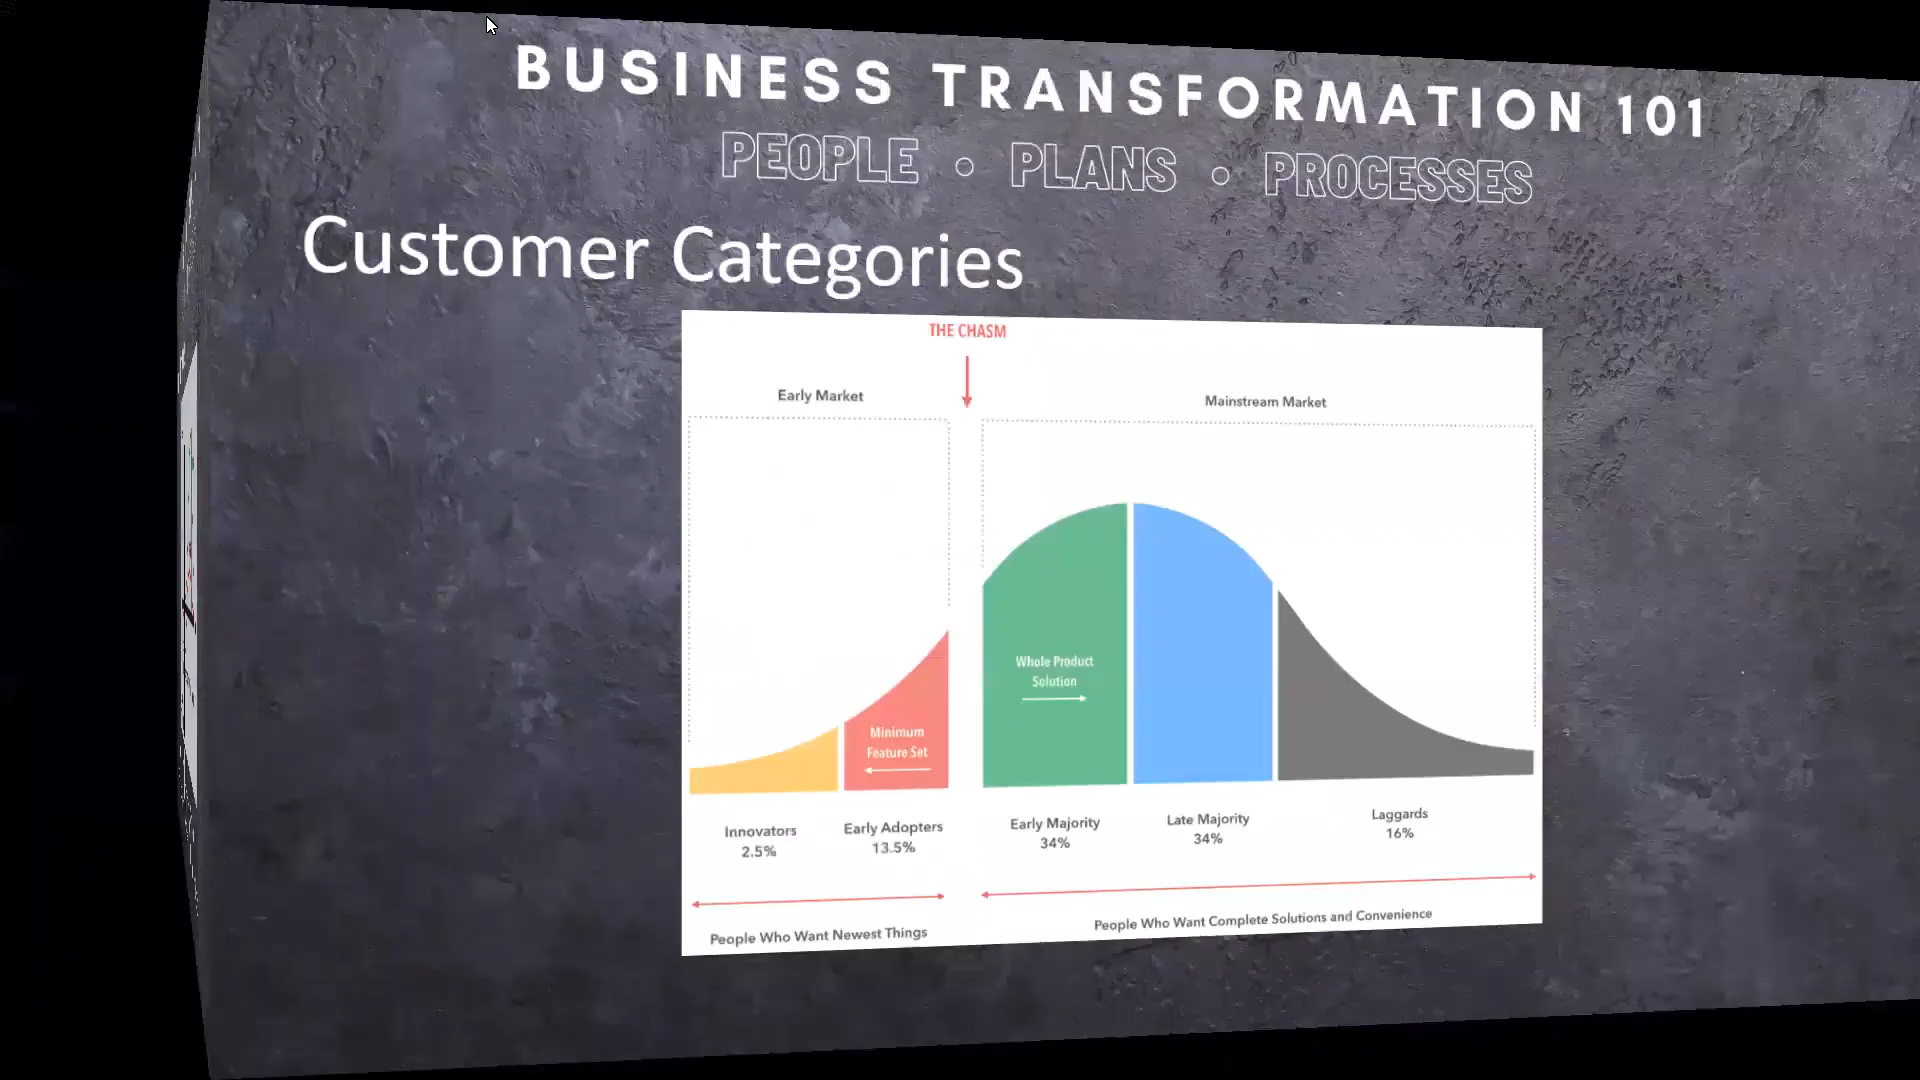 BUSINESS TRANSFORMATION 101
PEOPLE • PLANS • PROCESSES
Customer Categories
THE CHASM
Early Market
Mainstream Market
Whole Product
Solution
Minimum
Feature Set
Innovators
2.5%
Early Adopters
13.5%
Early Majority
34%
Late Majority
34%
Laggards
16%
People Who Want Newest Things
People Who Want Complete Solutions and Convenience